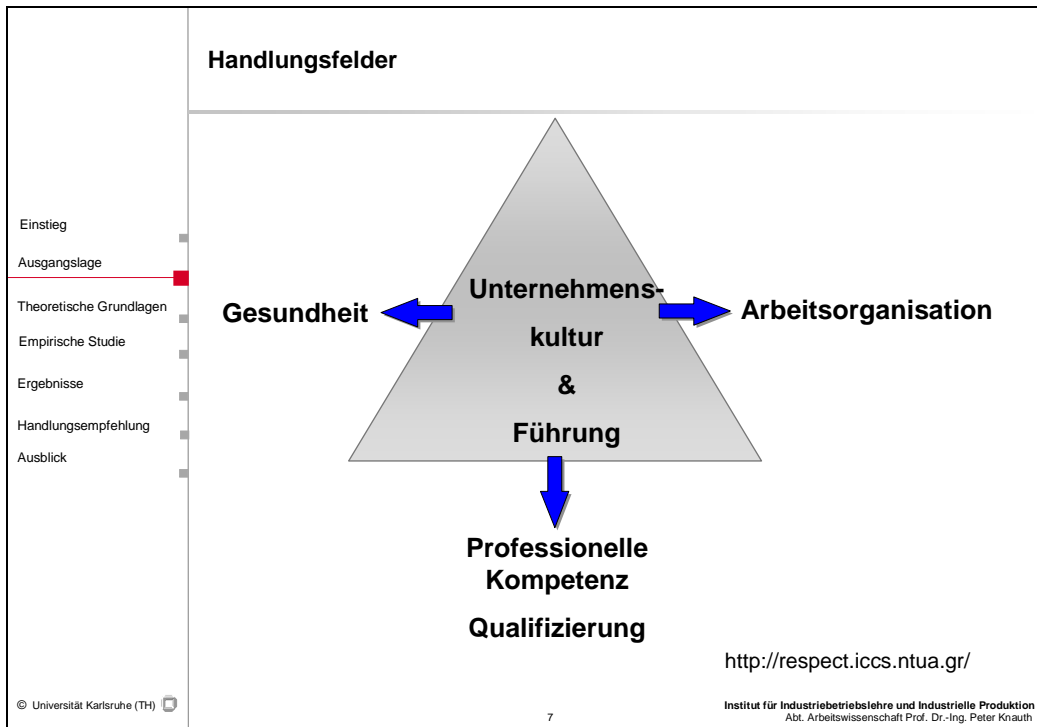 Handlungsfelder
Einstieg
Ausgangslage
Theoretische Grundlagen
Empirische Studie
Ergebnisse
Handlungsempfehlung
Ausblick
Gesundheit
Unternehmens-
kultur
&
Führung
Arbeitsorganisation
Professionelle
Kompetenz
Qualifizierung
http://respect.iccs.ntua.gr/
© Universität Karlsruhe (TH)
7
Institut für Industriebetriebslehre und Industrielle Produktion
Abt. Arbeitswissenschaft Prof. Dr.-Ing. Peter Knauth